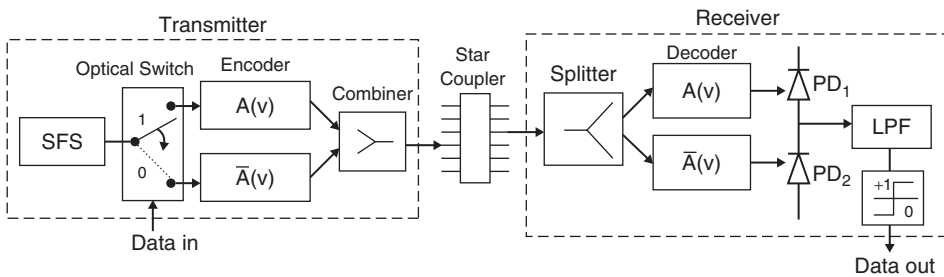 Transmitter
Optical Switch
Encoder
SFS
1
0
A(v)
Ā(v)
Combiner
Data in
Star
Coupler
Receiver
Splitter
Decoder
A(v)
Ā(v)
PD₁
PD₂
LPF
+1
0
Data out